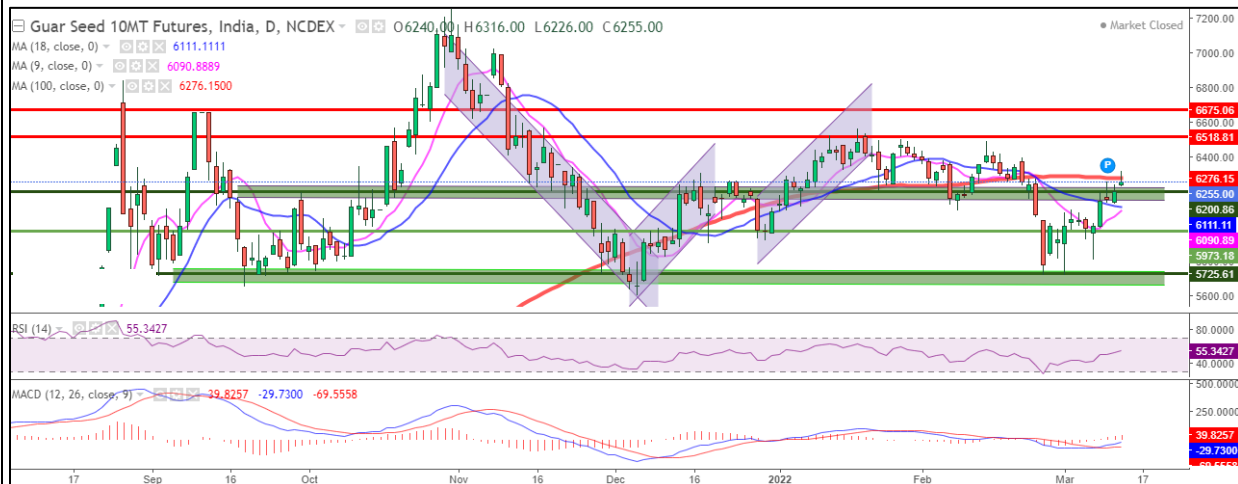 Guar Seed 10MT Futures, India, D, NCDEX O6240.00 H6316.00 L6226.00 C6255.00
Market Closed
MA (18, close, 0) 6111.1111
MA (9, close, 0) 6090.8889
MA (100, close, 0) 6276.1500
7200.00
7000.00
6800.00
6675.06
6600.00
6518.81
6400.00
P
6276.15
6255.00
6200.86
6111.11
6090.89
5973.18
5725.61
5600.00
RSI (14) 55.3427
80.0000
55.3427
40.0000
MACD (12, 26, close, 9) 39.8257 -29.7300 -69.5558
500.0000
250.0000
39.8257
-29.7300
-69.5558
17 Sep 16 Oct Nov 16 Dec 16 2022 Feb Mar 17